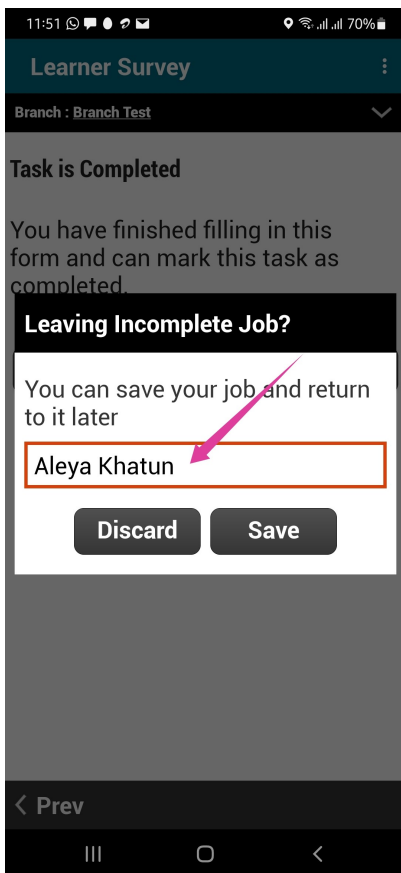 11:51 70%
Learner Survey
Branch : Branch Test
Task is Completed
You have finished filling in this
form and can mark this task as
completed.
Leaving Incomplete Job?
You can save your job and return
to it later
Aleya Khatun
Discard Save
Prev